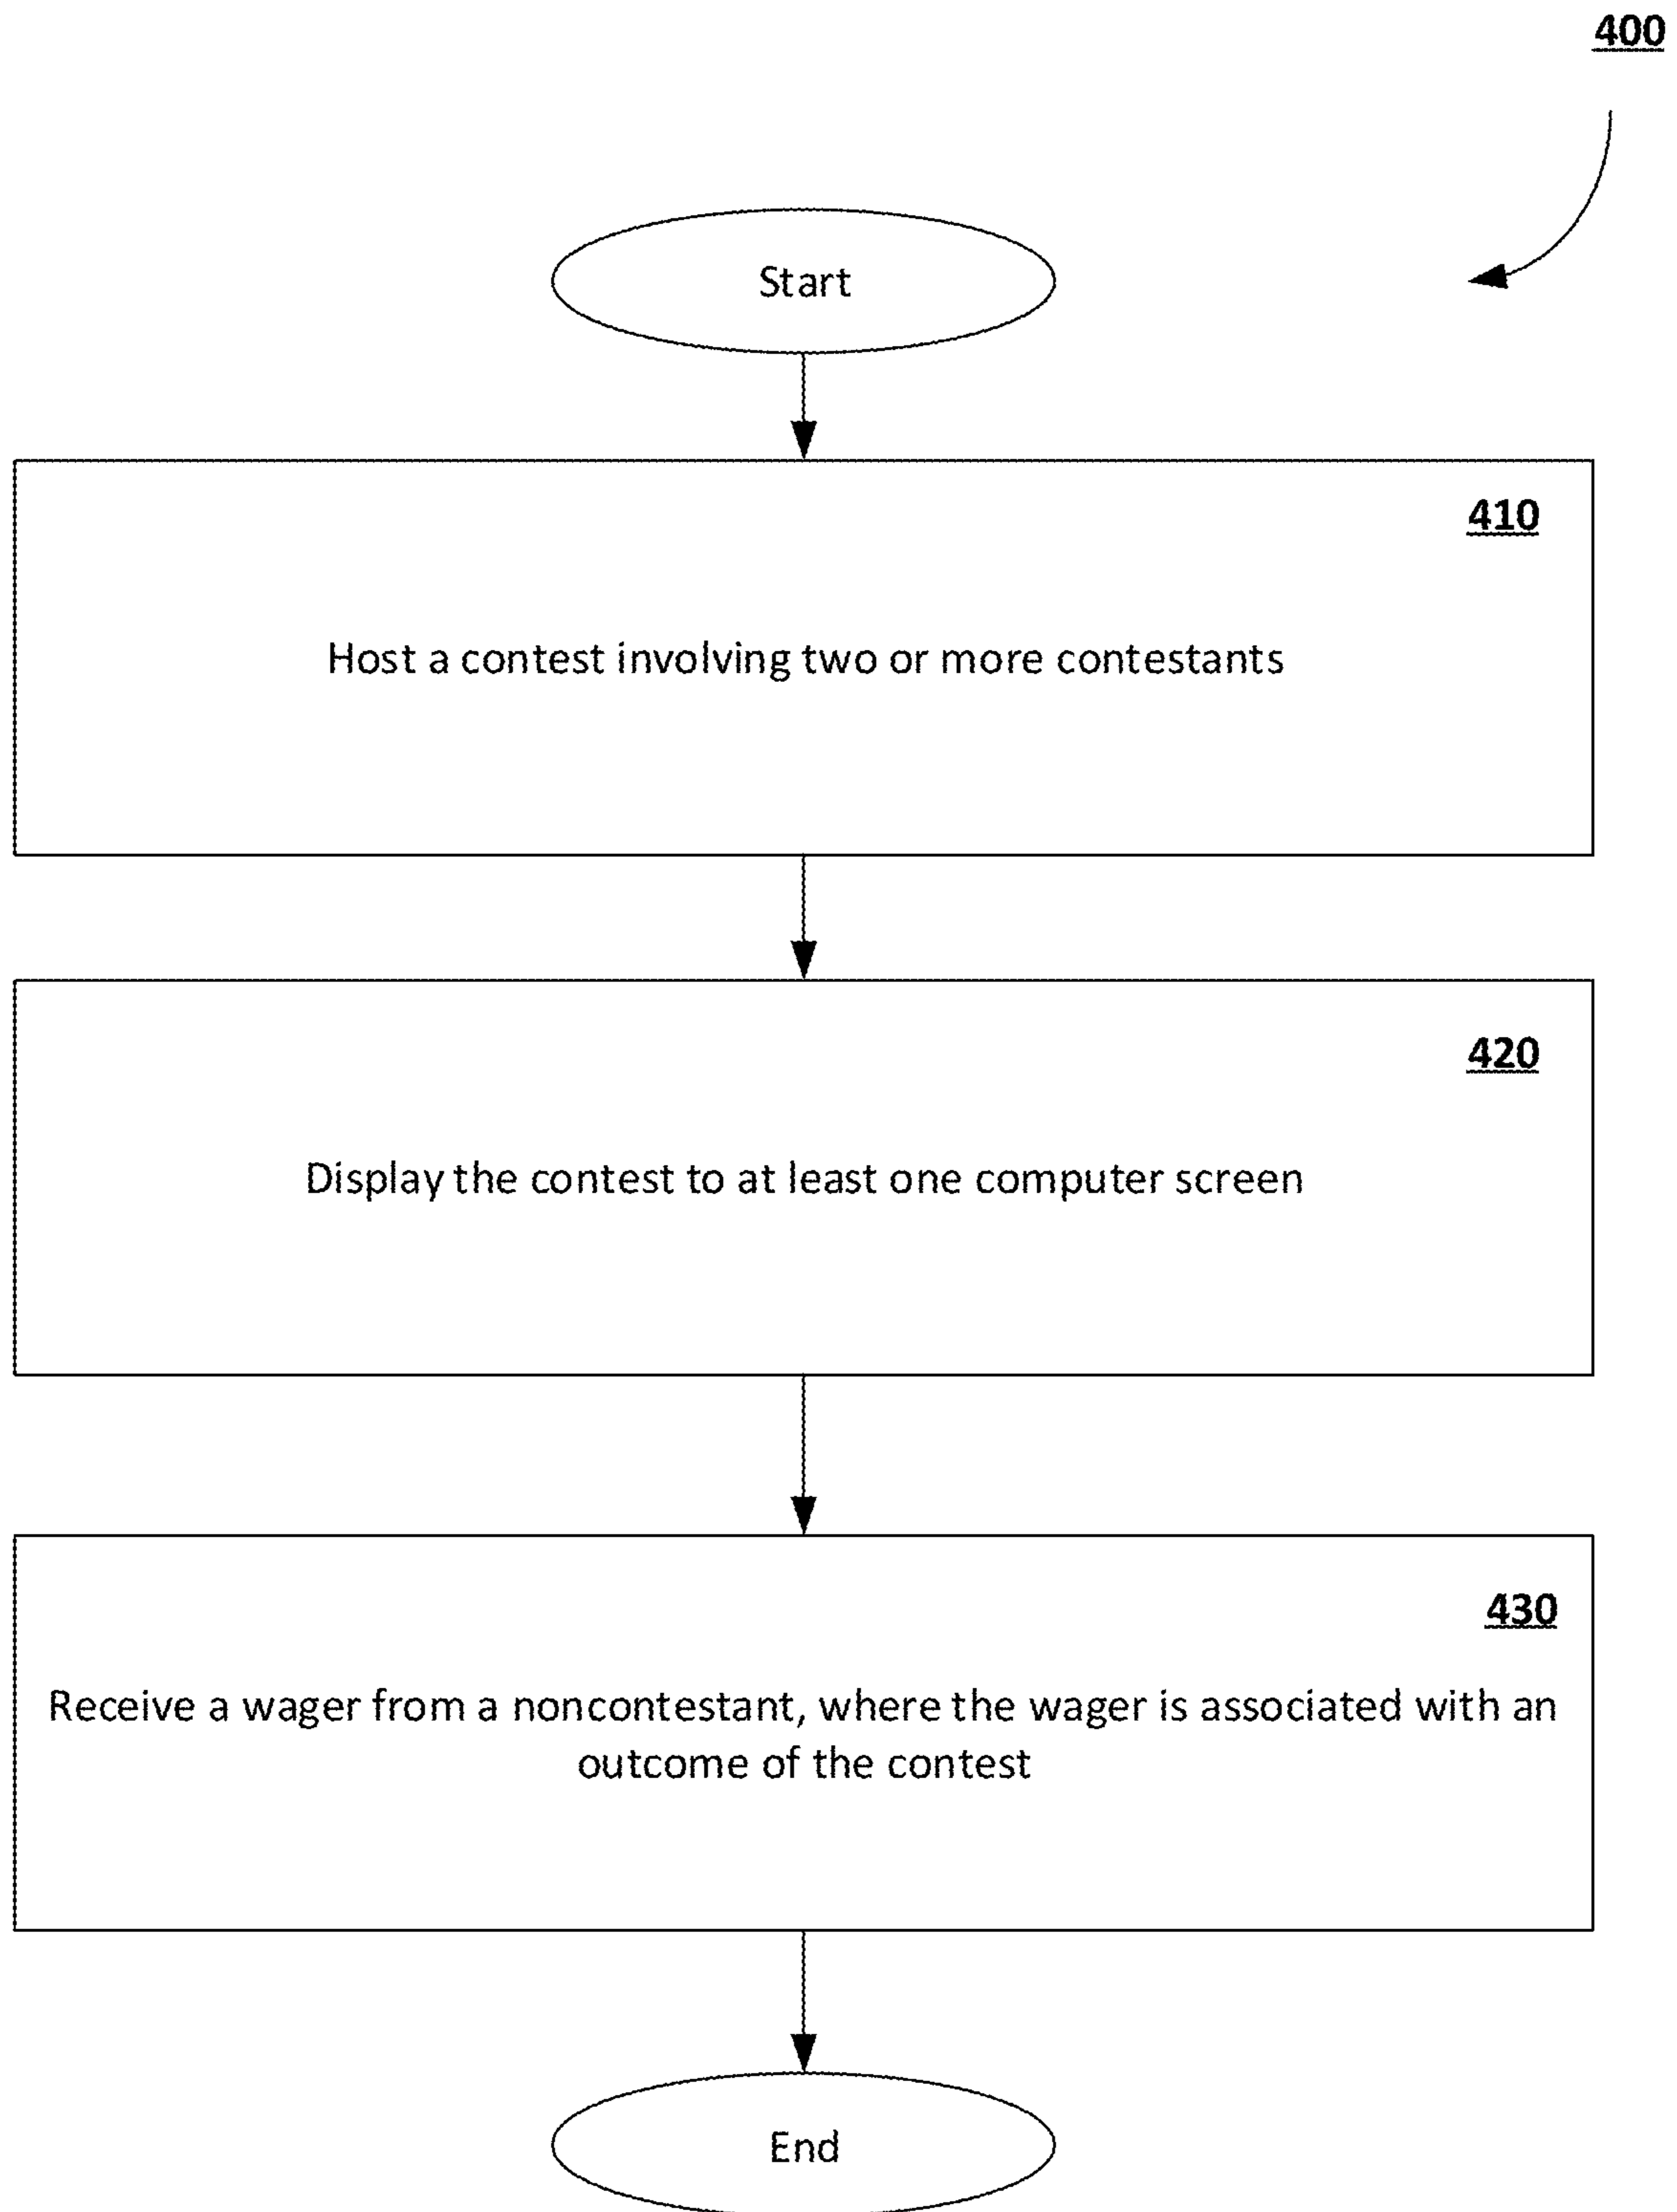 400
Start
410
Host a contest involving two or more contestants
420
Display the contest to at least one computer screen
430
Receive a wager from a noncontestant, where the wager is associated with an
outcome of the contest
End